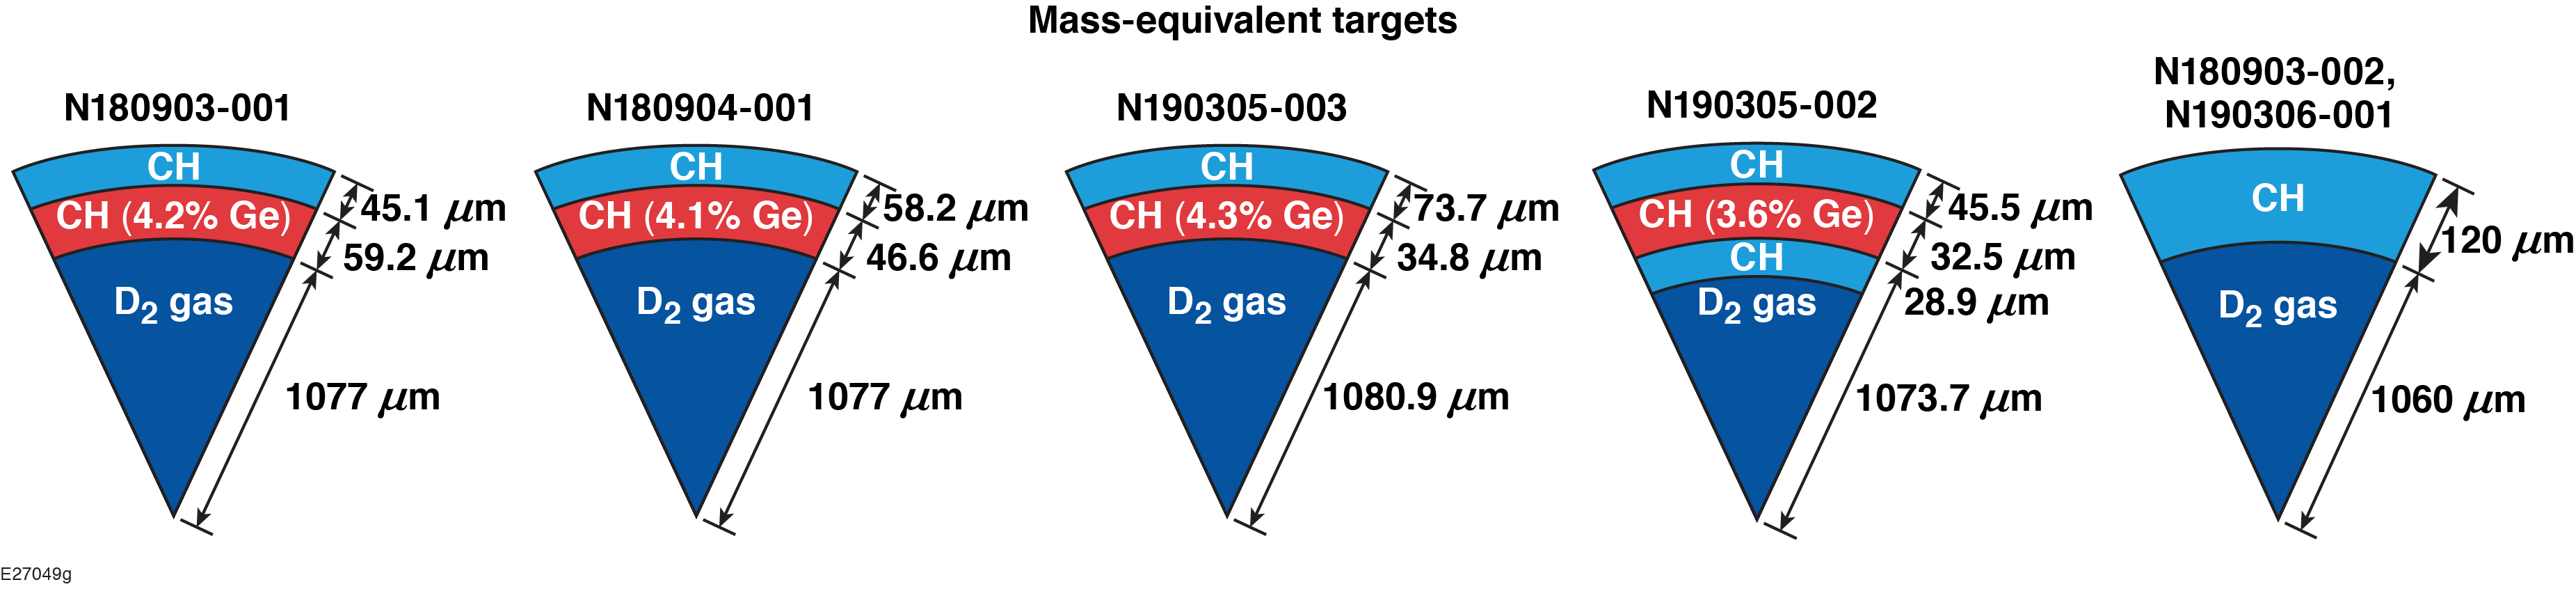 Mass-equivalent targets
N180903-001
CH
CH (4.2% Ge)
D2 gas
45.1 μm
59.2 μm
1077 μm
N180904-001
CH
CH (4.1% Ge)
D2 gas
58.2 μm
46.6 μm
1077 μm
N190305-003
CH
CH (4.3% Ge)
D2 gas
73.7 μm
34.8 μm
1080.9 μm
N190305-002
CH
CH (3.6% Ge)
CH
D2 gas
45.5 μm
32.5 μm
28.9 μm
1073.7 μm
N180903-002,
N190306-001
CH
D2 gas
120 μm
1060 μm
E27049g